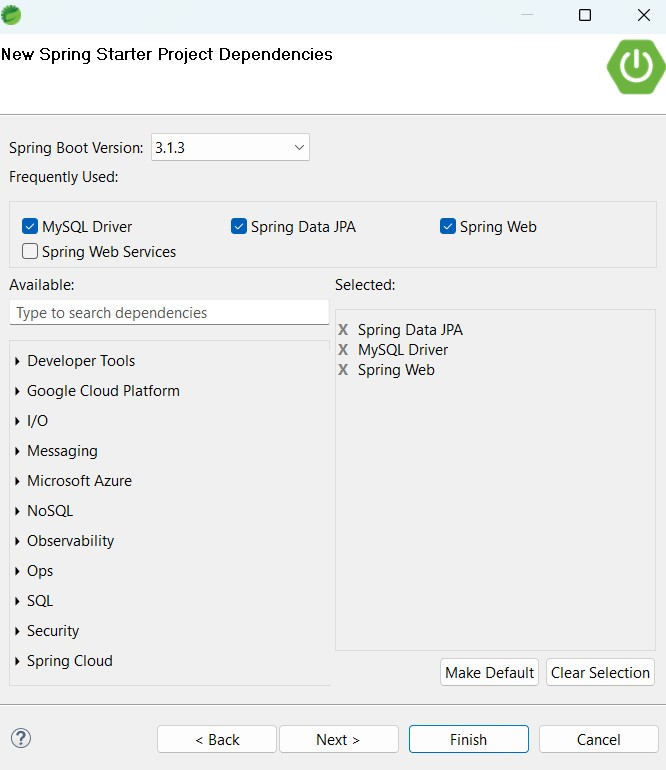 New Spring Starter Project Dependencies
Spring Boot Version: 3.1.3
Frequently Used:
MySQL Driver Spring Data JPA Spring Web
Spring Web Services
Available:
Type to search dependencies
Developer Tools
Google Cloud Platform
I/O
Messaging
Microsoft Azure
NoSQL
Observability
Ops
SQL
Security
Spring Cloud
Selected:
X Spring Data JPA
X MySQL Driver
X Spring Web
Make Default Clear Selection
? < Back Next > Finish Cancel